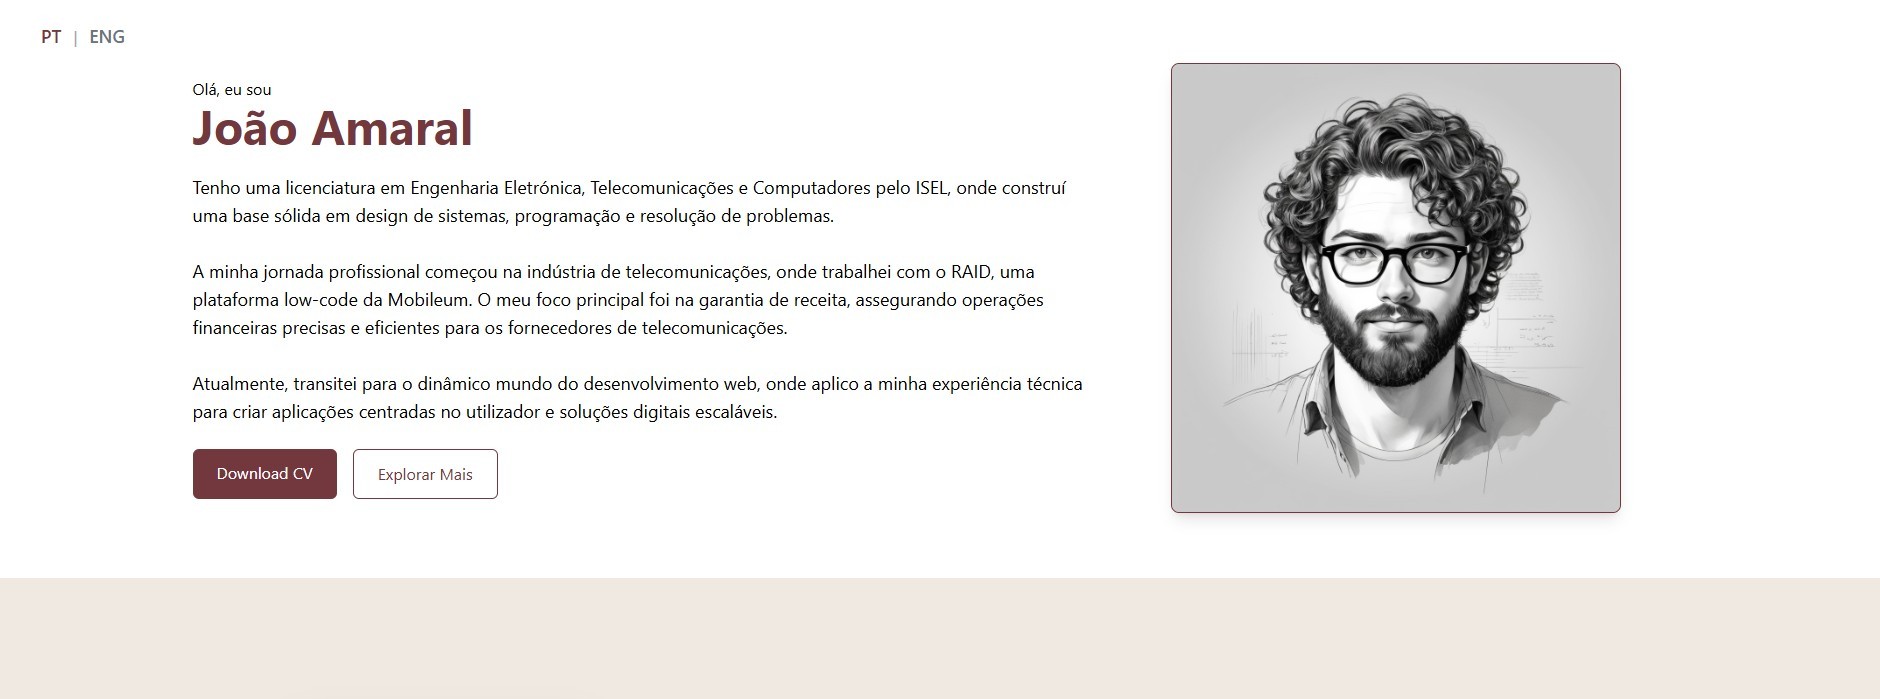 PT | ENG
Olá, eu sou
João Amaral
Tenho uma licenciatura em Engenharia Eletrónica, Telecomunicações e Computadores pelo ISEL, onde construí
uma base sólida em design de sistemas, programação e resolução de problemas.
A minha jornada profissional começou na indústria de telecomunicações, onde trabalhei com o RAID, uma
plataforma low-code da Mobileum. O meu foco principal foi na garantia de receita, assegurando operações
financeiras precisas e eficientes para os fornecedores de telecomunicações.
Atualmente, transitei para o dinâmico mundo do desenvolvimento web, onde aplico a minha experiência técnica
para criar aplicações centradas no utilizador e soluções digitais escaláveis.
Download CV
Explorar Mais